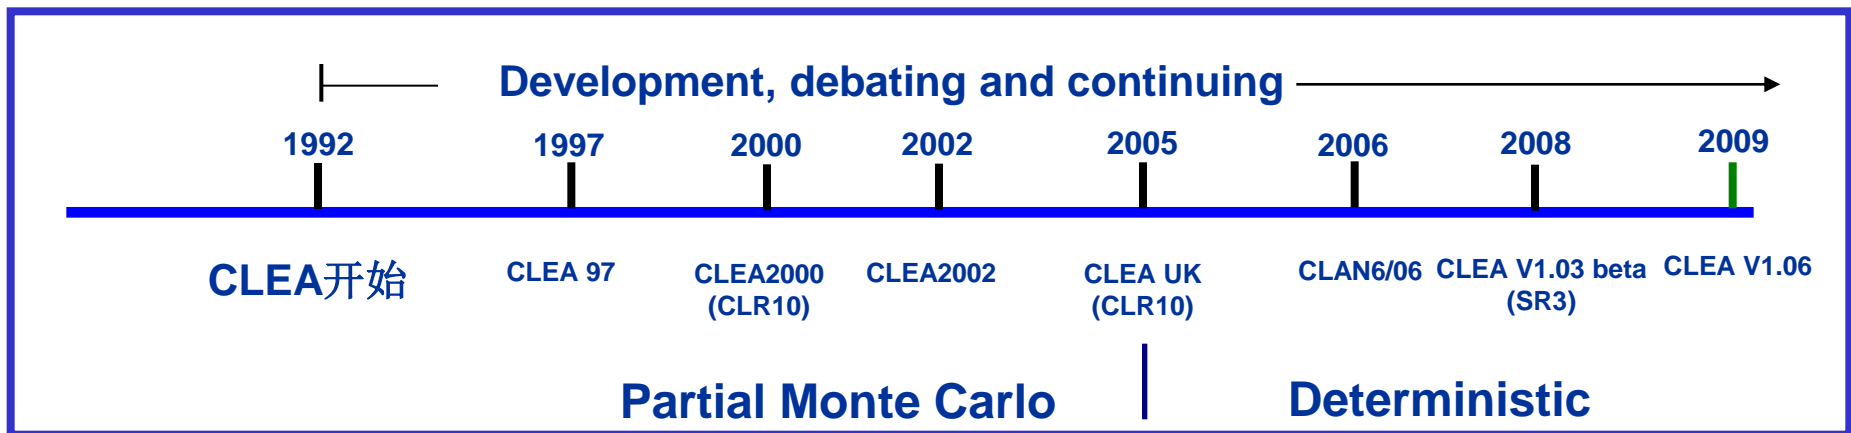 Development, debating and continuing
1992 1997 2000 2002 2005 2006 2008 2009
CLEA开始 CLEA 97 CLEA2000 CLEA2002 CLEA UK CLAN6/06 CLEA V1.03 beta CLEA V1.06
(CLR10) (CLR10) (SR3)
Partial Monte Carlo Deterministic